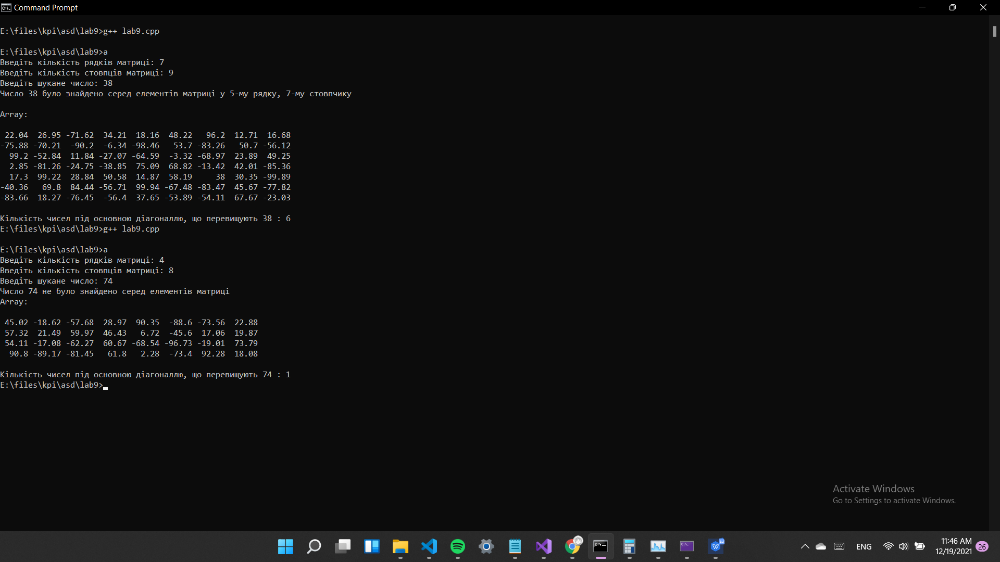 Command Prompt
E:\files\kpi\asd\lab9>g++ lab9.cpp
E:\files\kpi\asd\lab9>a
Введіть кількість рядків матриці: 7
Введіть кількість стовпців матриці: 9
Введіть шукане число: 38
Число 38 було знайдено серед елементів матриці у 5-му рядку, 7-му стовпчику
Array:
22.04 26.95 -71.62 34.21 18.16 48.22 96.2 12.71 16.68
-75.88 -70.21 -90.2 -6.34 -98.46 53.7 -83.26 50.7 -56.12
99.2 -52.84 11.84 -27.07 -64.59 -3.32 -68.97 23.89 49.25
2.85 -81.26 -24.75 -38.85 75.09 68.82 -13.42 42.01 -85.36
17.3 99.22 28.84 50.58 14.87 58.19 38 30.35 -99.89
-40.36 69.8 84.44 -56.71 99.94 -67.48 -83.47 45.67 -77.82
-83.66 18.27 -76.45 -56.4 37.65 -53.89 -54.11 67.67 -23.03
Кількість чисел під основною діагоналлю, що перевищують 38 : 6
E:\files\kpi\asd\lab9>g++ lab9.cpp
E:\files\kpi\asd\lab9>a
Введіть кількість рядків матриці: 4
Введіть кількість стовпців матриці: 8
Введіть шукане число: 74
Число 74 не було знайдено серед елементів матриці
Array:
45.02 -18.62 -57.68 28.97 90.35 -88.6 -73.56 22.88
57.32 21.49 59.97 46.43 6.72 -45.6 17.06 19.87
54.11 -17.08 -62.27 60.67 -68.54 -96.73 -19.01 73.79
90.8 -89.17 -81.45 61.8 2.28 -73.4 92.28 18.08
Кількість чисел під основною діагоналлю, що перевищують 74 : 1
E:\files\kpi\asd\lab9>
Activate Windows
Go to Settings to activate Windows.
ENG
11:46 AM
12/19/2021
26